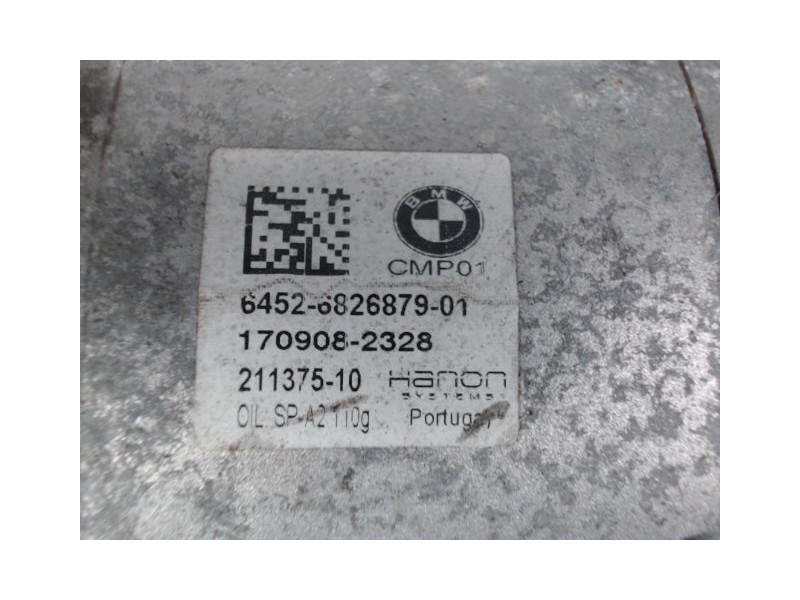 BMW
CMP01
6452-6826879-01
170908-2328
211375-10 Hanon
SYSTEMS
OIL: SP-A2 110g Portugal